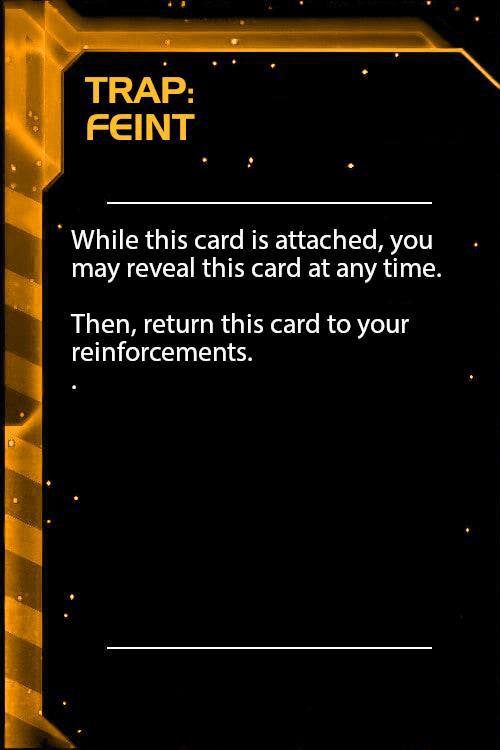 TRAP:
FEINT
While this card is attached, you
may reveal this card at any time.
Then, return this card to your
reinforcements.
.